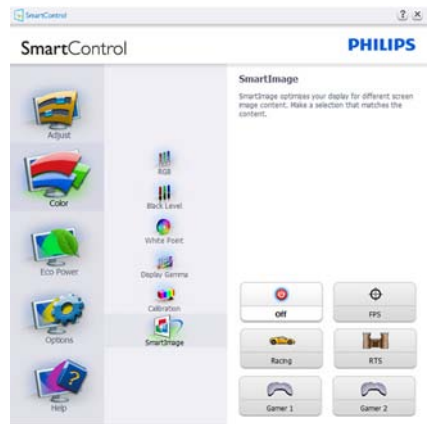 SmartControl
SmartControl
PHILIPS
Adjust
Color
Eco Power
Options
Help
RGB
Black Level
White Point
Display Gamma
Calibration
SmartImage
SmartImage
SmartImage optimizes your display for different screen
image content. Make a selection that matches the
content.
Off
FPS
Racing
RTS
Gamer 1
Gamer 2